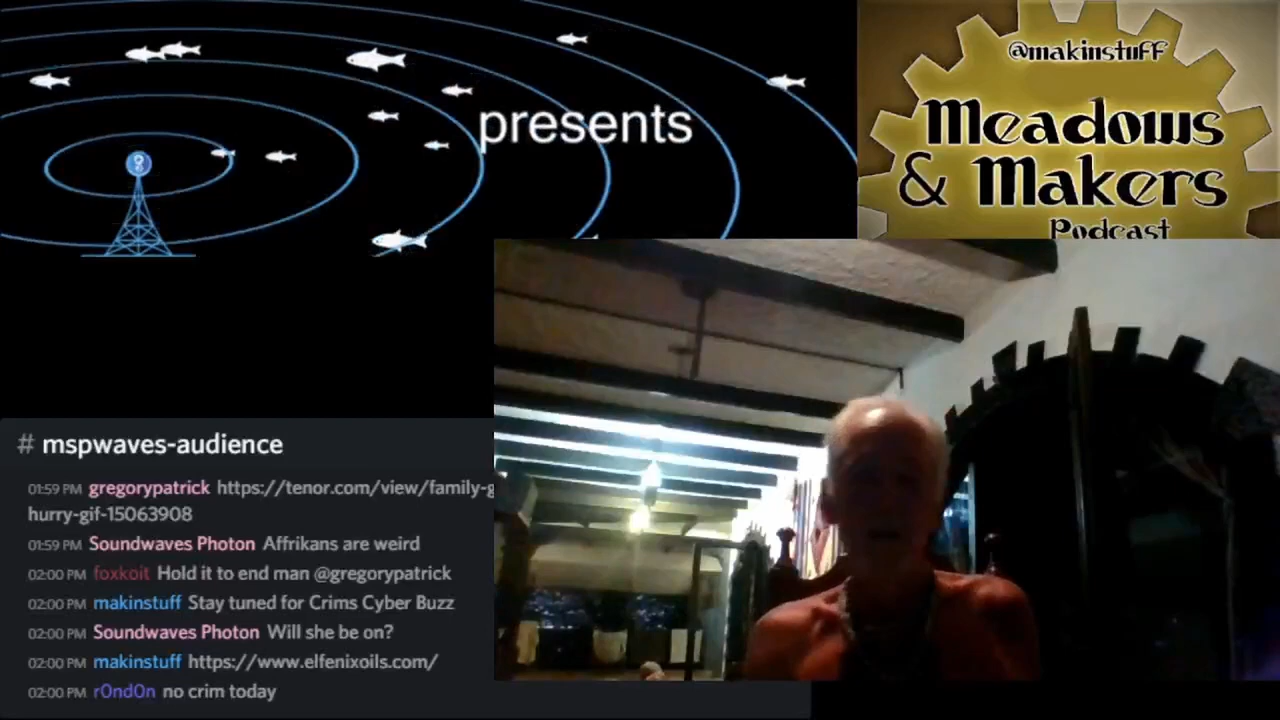 presents
@makinstuff
Meadows
& Makers
Podcast
# mspwaves-audience
01:59 PM gregorypatrick https://tenor.com/view/family-g
hurry-gif-15063908
01:59 PM Soundwaves Photon Affrikans are weird
02:00 PM foxkoit Hold it to end man @gregorypatrick
02:00 PM makinstuff Stay tuned for Crims Cyber Buzz
02:00 PM Soundwaves Photon Will she be on?
02:00 PM makinstuff https://www.elfenixoils.com/
02:00 PM r0nd0n no crim today